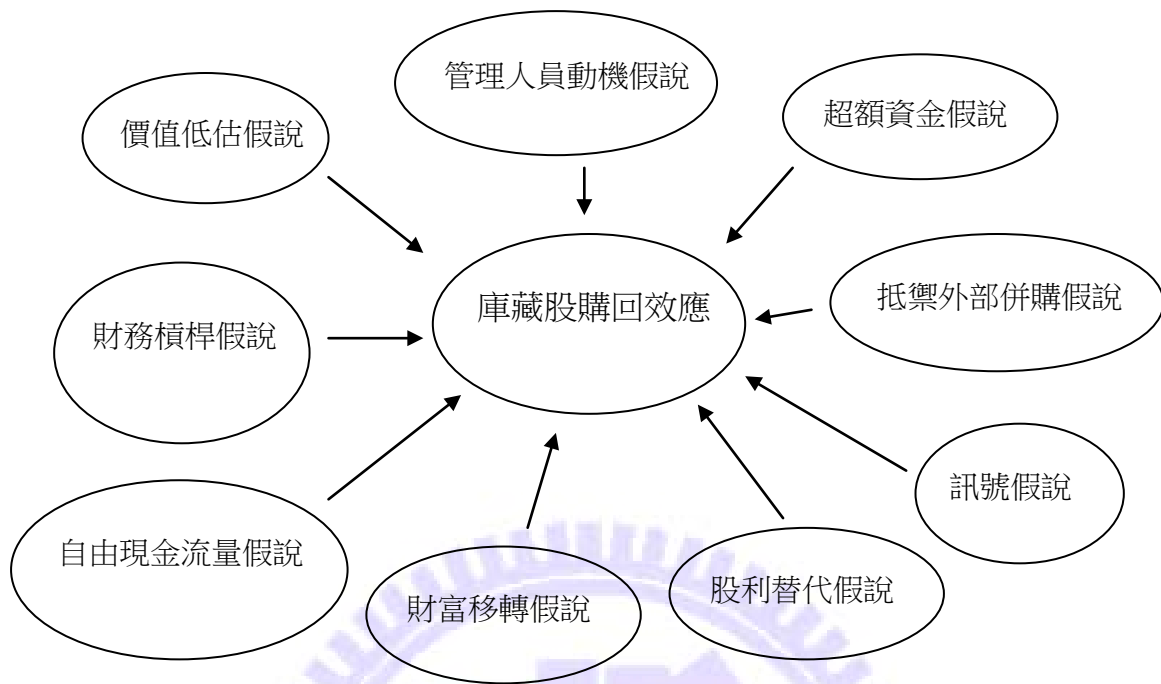 管理人員動機假說
超額資金假說
價值低估假說
抵禦外部併購假說
庫藏股購回效應
財務槓桿假說
訊號假說
自由現金流量假說
股利替代假說
財富移轉假說